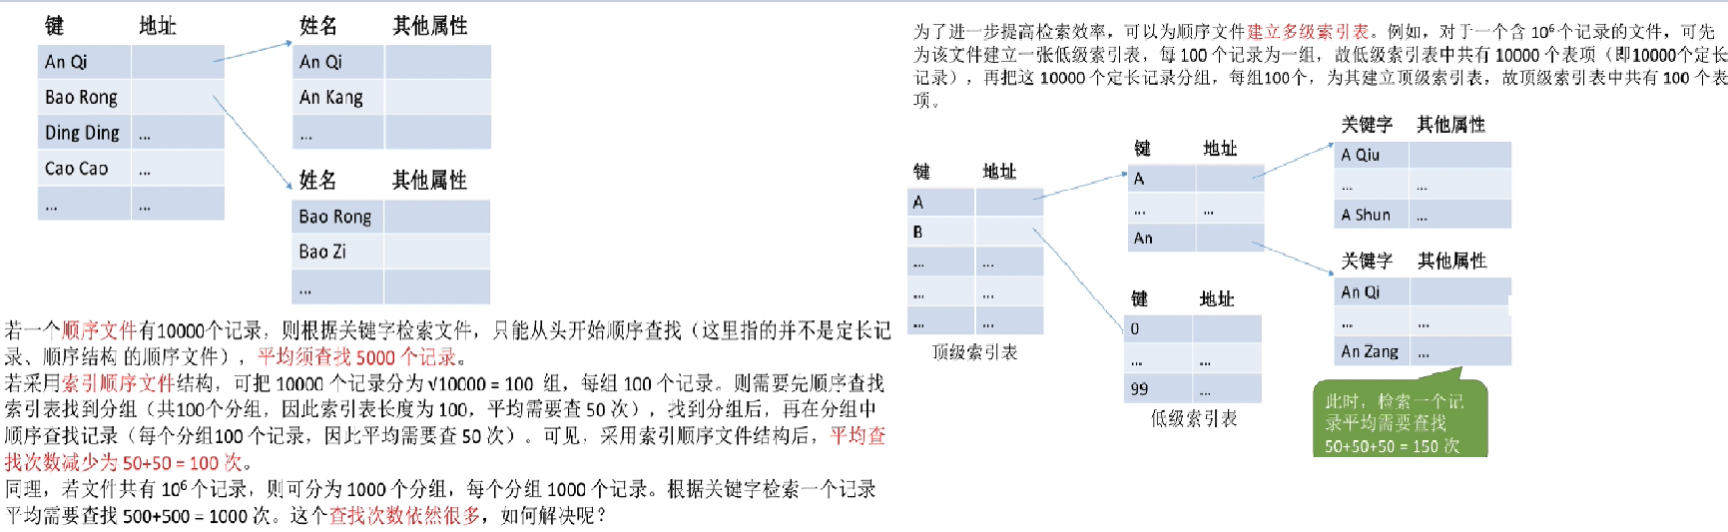 键 地址
An Qi
Bao Rong
Ding Ding ...
Cao Cao ...
... ...
姓名 其他属性
An Qi
An Kang
...
姓名 其他属性
Bao Rong
Bao Zi
...
若一个顺序文件有10000个记录，则根据关键字检索文件，只能从头开始顺序查找（这里指的并不是定长记
录、顺序结构 的顺序文件），平均须查找 5000 个记录。
若采用索引顺序文件结构，可把 10000 个记录分为 √10000 = 100 组，每组 100 个记录。则需要先顺序查找
索引表找到分组（共100个分组，因此索引表长度为 100，平均需要查 50 次），找到分组后，再在分组中
顺序查找记录（每个分组100 个记录，因此平均需要查 50 次）。可见，采用索引顺序文件结构后，平均查
找次数减少为 50+50 = 100 次。
同理，若文件共有 10⁶ 个记录，则可分为 1000 个分组，每个分组 1000 个记录。根据关键字检索一个记录
平均需要查找 500+500 = 1000 次。这个查找次数依然很多，如何解决呢？
为了进一步提高检索效率，可以为顺序文件建立多级索引表。例如，对于一个含 10⁶ 个记录的文件，可先
为该文件建立一张低级索引表，每 100 个记录为一组，故低级索引表中共有 10000 个表项（即10000个定长
记录），再把这 10000 个定长记录分组，每组100个，为其建立顶级索引表，故顶级索引表中共有 100 个表
项。
键 地址
A
B
... ...
... ...
... ...
顶级索引表
键 地址
A
... ...
An
键 地址
0
... ...
99 ...
低级索引表
关键字 其他属性
A Qiu
... ...
A Shun ...
关键字 其他属性
An Qi
... ...
An Zang ...
此时，检索一个记
录平均需要查找
50+50+50 = 150 次